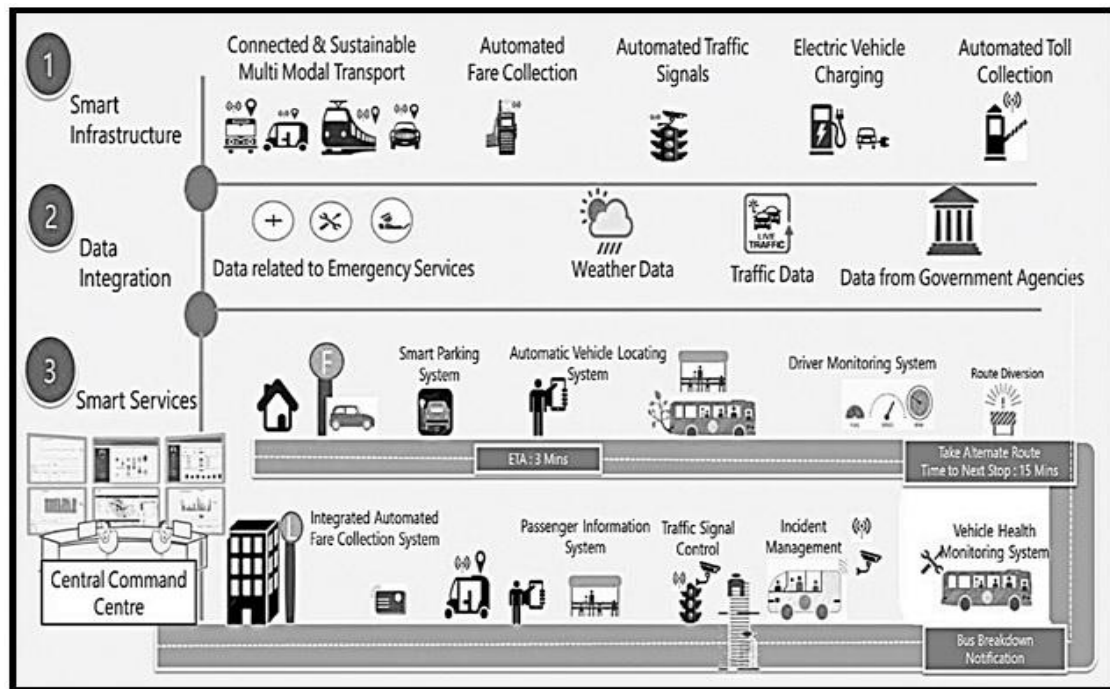 1
Smart
Infrastructure
Connected & Sustainable
Multi Modal Transport
Automated
Fare Collection
Automated Traffic
Signals
Electric Vehicle
Charging
Automated Toll
Collection
2
Data
Integration
Data related to Emergency Services
Weather Data
LIVE
TRAFFIC
Traffic Data
Data from Government Agencies
3
Smart Services
F
Smart Parking
System
Automatic Vehicle Locating
System
Driver Monitoring System
Route Diversion
ETA : 3 Mins
Take Alternate Route
Time to Next Stop : 15 Mins
Central Command
Centre
L
Integrated Automated
Fare Collection System
Passenger Information
System
Traffic Signal
Control
Incident
Management
Vehicle Health
Monitoring System
Bus Breakdown
Notification